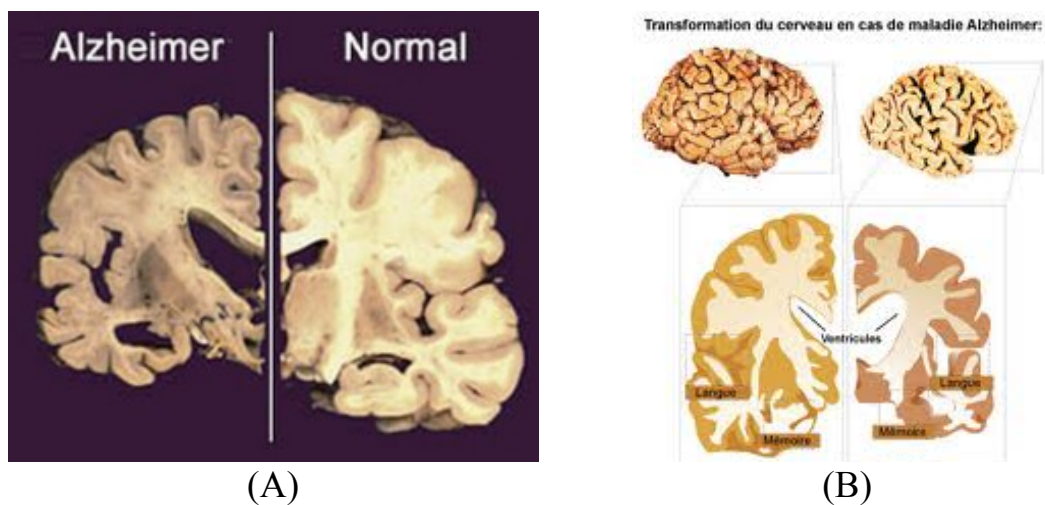 Alzheimer Normal
Transformation du cerveau en cas de maladie Alzheimer:
Ventricules
Langue
Langue
Mémoire
Mémoire
(A)
(B)